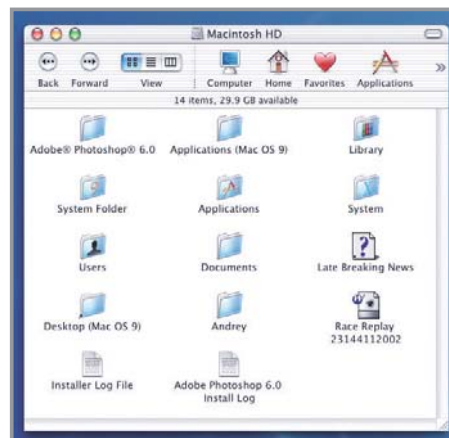 Macintosh HD
Back Forward View Computer Home Favorites Applications
14 items, 29.9 GB available
Adobe® Photoshop® 6.0 Applications (Mac OS 9) Library
System Folder Applications System
Users Documents Late Breaking News
Desktop (Mac OS 9) Andrey Race Replay
23144112002
Installer Log File Adobe Photoshop 6.0
Install Log